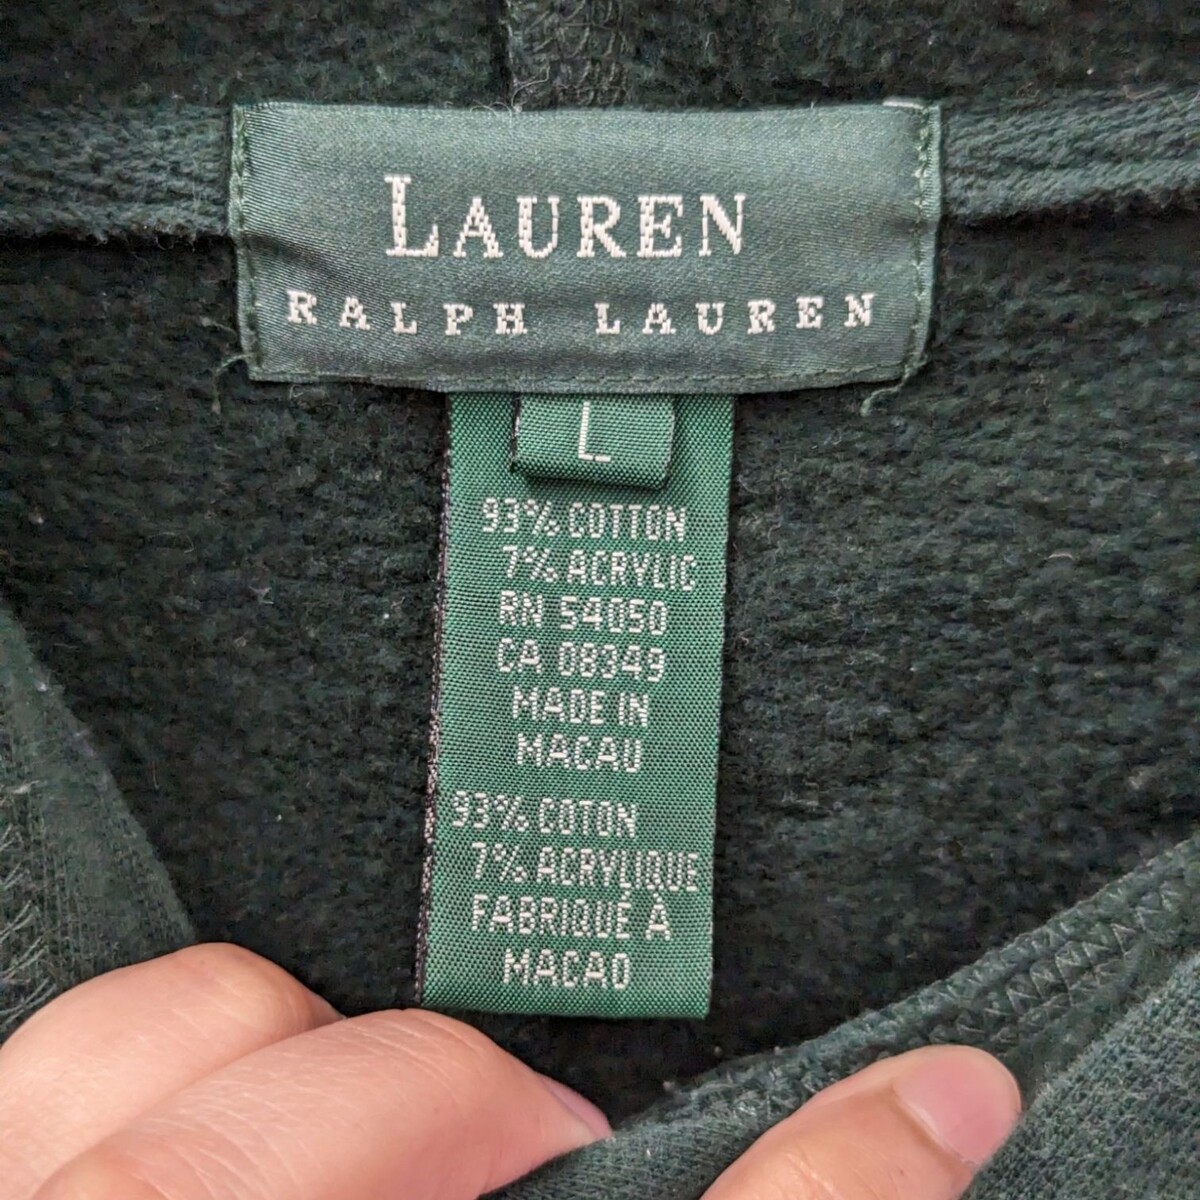 LAUREN
RALPH LAUREN
L
93% COTTON
7% ACRYLIC
RN 54050
CA 08349
MADE IN
MACAU
93% COTON
7% ACRYLIQUE
FABRIQUE À
MACAO